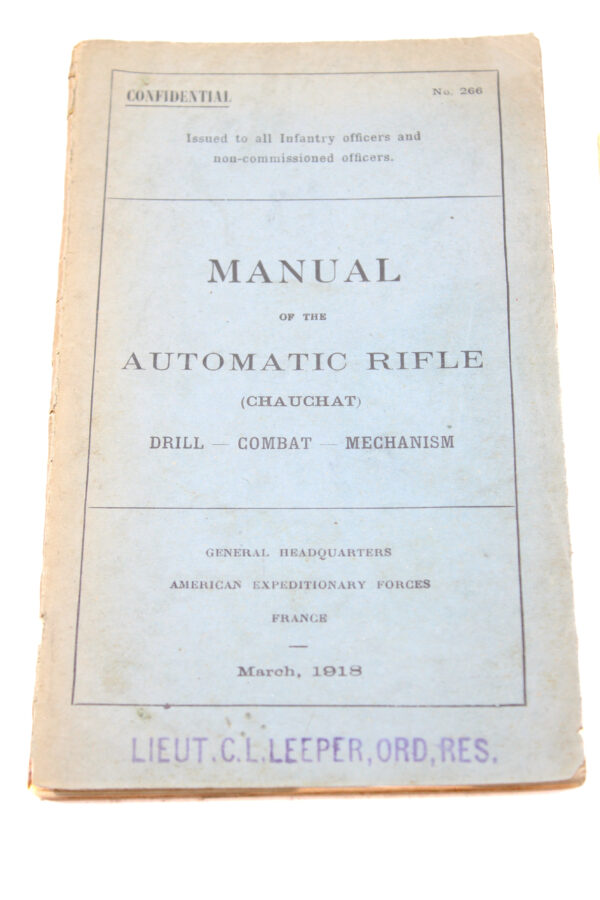 CONFIDENTIAL
No. 266
Issued to all Infantry officers and
non-commissioned officers.
MANUAL
OF THE
AUTOMATIC RIFLE
(CHAUCHAT)
DRILL — COMBAT — MECHANISM
GENERAL HEADQUARTERS
AMERICAN EXPEDITIONARY FORCES
FRANCE
March, 1918
LIEUT.C.L.LEEPER,ORD,RES.